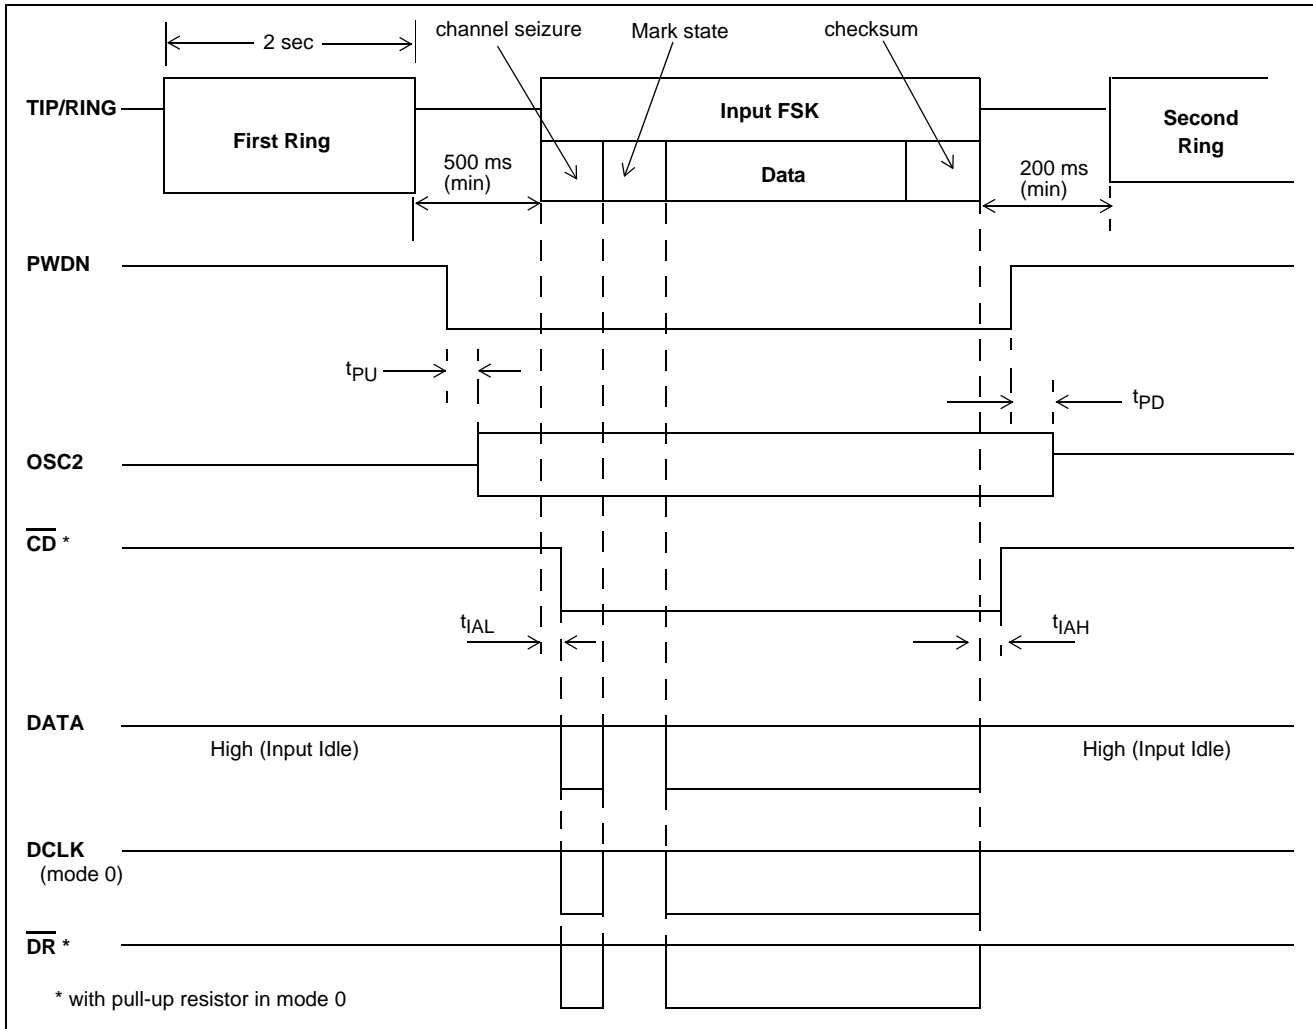 channel seizure
Mark state
checksum
2 sec
TIP/RING
First Ring
Input FSK
Second
Ring
500 ms
(min)
Data
200 ms
(min)
PWDN
tPU
tPD
OSC2
CD *
tIAL
tIAH
DATA
High (Input Idle)
High (Input Idle)
DCLK
(mode 0)
DR *
* with pull-up resistor in mode 0